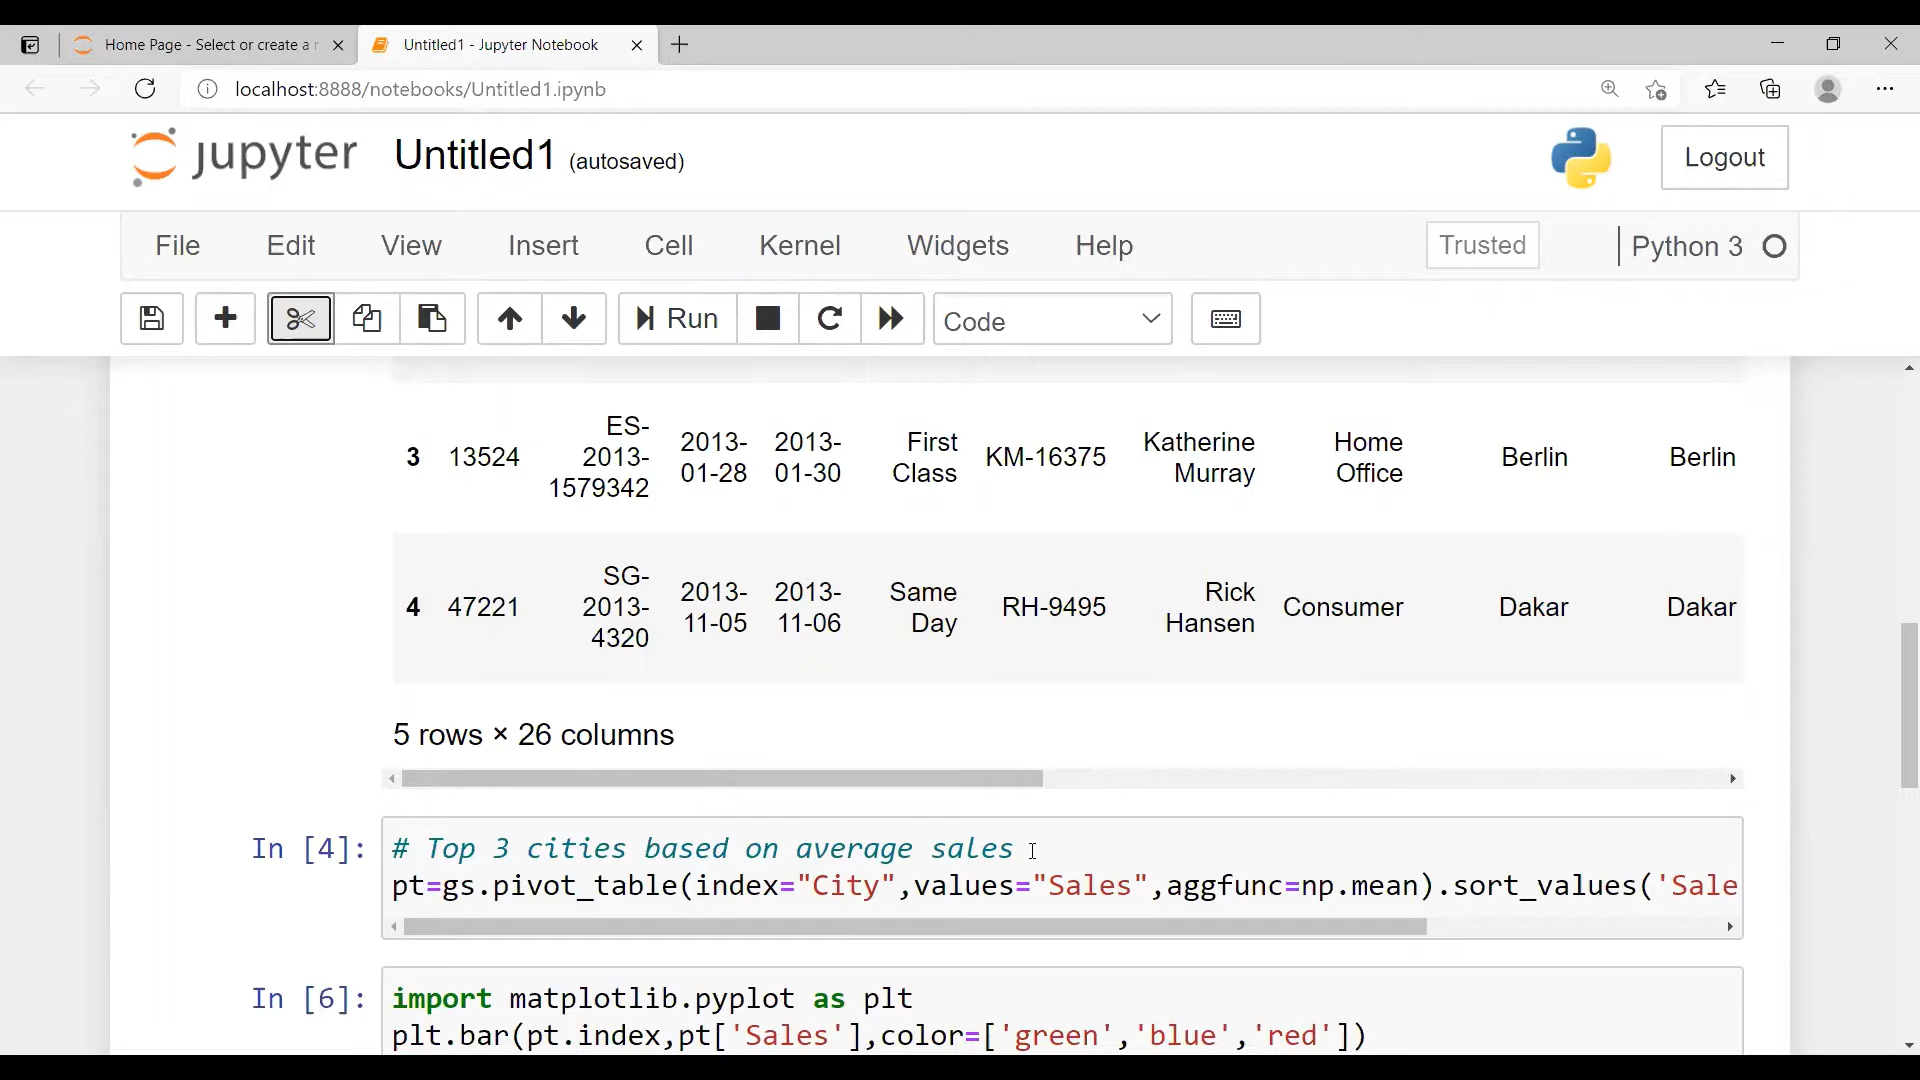 Home Page - Select or create a n
Untitled1 - Jupyter Notebook
localhost:8888/notebooks/Untitled1.ipynb
jupyter Untitled1 (autosaved)
Logout
File Edit View Insert Cell Kernel Widgets Help Trusted Python 3
Run Code
3 13524 ES-2013-1579342 2013-01-28 2013-01-30 First Class KM-16375 Katherine Murray Home Office Berlin Berlin
4 47221 SG-2013-4320 2013-11-05 2013-11-06 Same Day RH-9495 Rick Hansen Consumer Dakar Dakar
5 rows × 26 columns
In [4]: # Top 3 cities based on average sales
pt=gs.pivot_table(index="City",values="Sales",aggfunc=np.mean).sort_values('Sale
In [6]: import matplotlib.pyplot as plt
plt.bar(pt.index,pt['Sales'],color=['green','blue','red'])